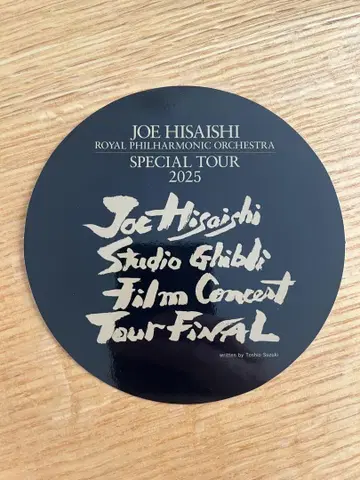 JOE HISAISHI
ROYAL PHILHARMONIC ORCHESTRA
SPECIAL TOUR
2025
Joe Hisaishi
Studio Ghibli
Film Concert
Tour FINAL
written by Toshio Suzuki